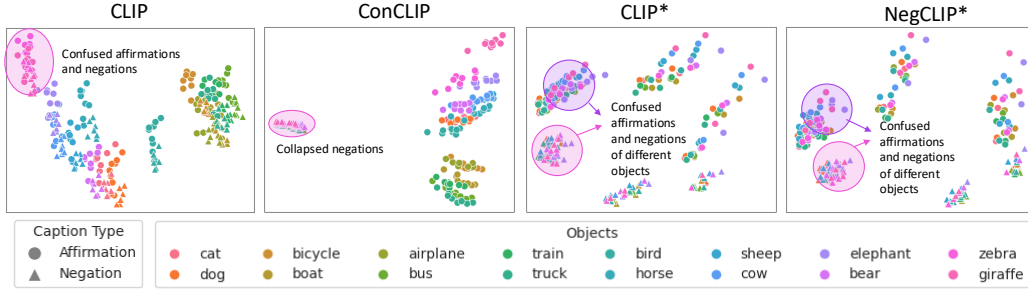 CLIP
ConCLIP
CLIP*
NegCLIP*
Confused affirmations
and negations
Collapsed negations
Confused
affirmations
and negations
of different
objects
Confused
affirmations
and negations
of different
objects
Caption Type
Affirmation
Negation
Objects
cat bicycle airplane train bird sheep elephant zebra
dog boat bus truck horse cow bear giraffe